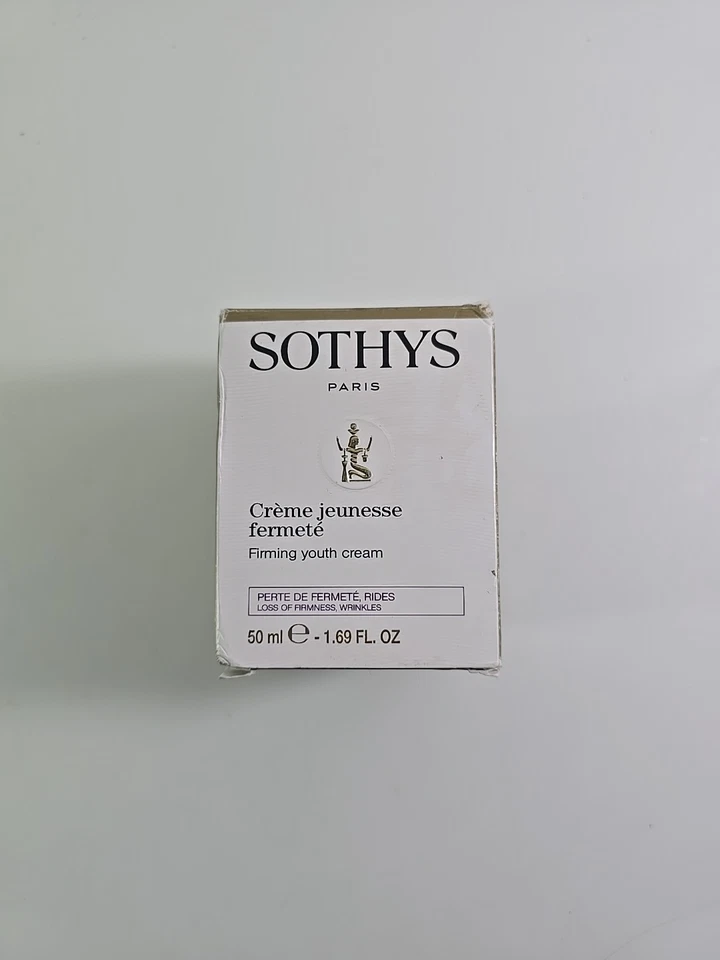 SOTHYS
PARIS
Crème jeunesse
fermeté
Firming youth cream
PERTE DE FERMETÉ, RIDES
LOSS OF FIRMNESS, WRINKLES
50 ml ℮ - 1.69 FL. OZ